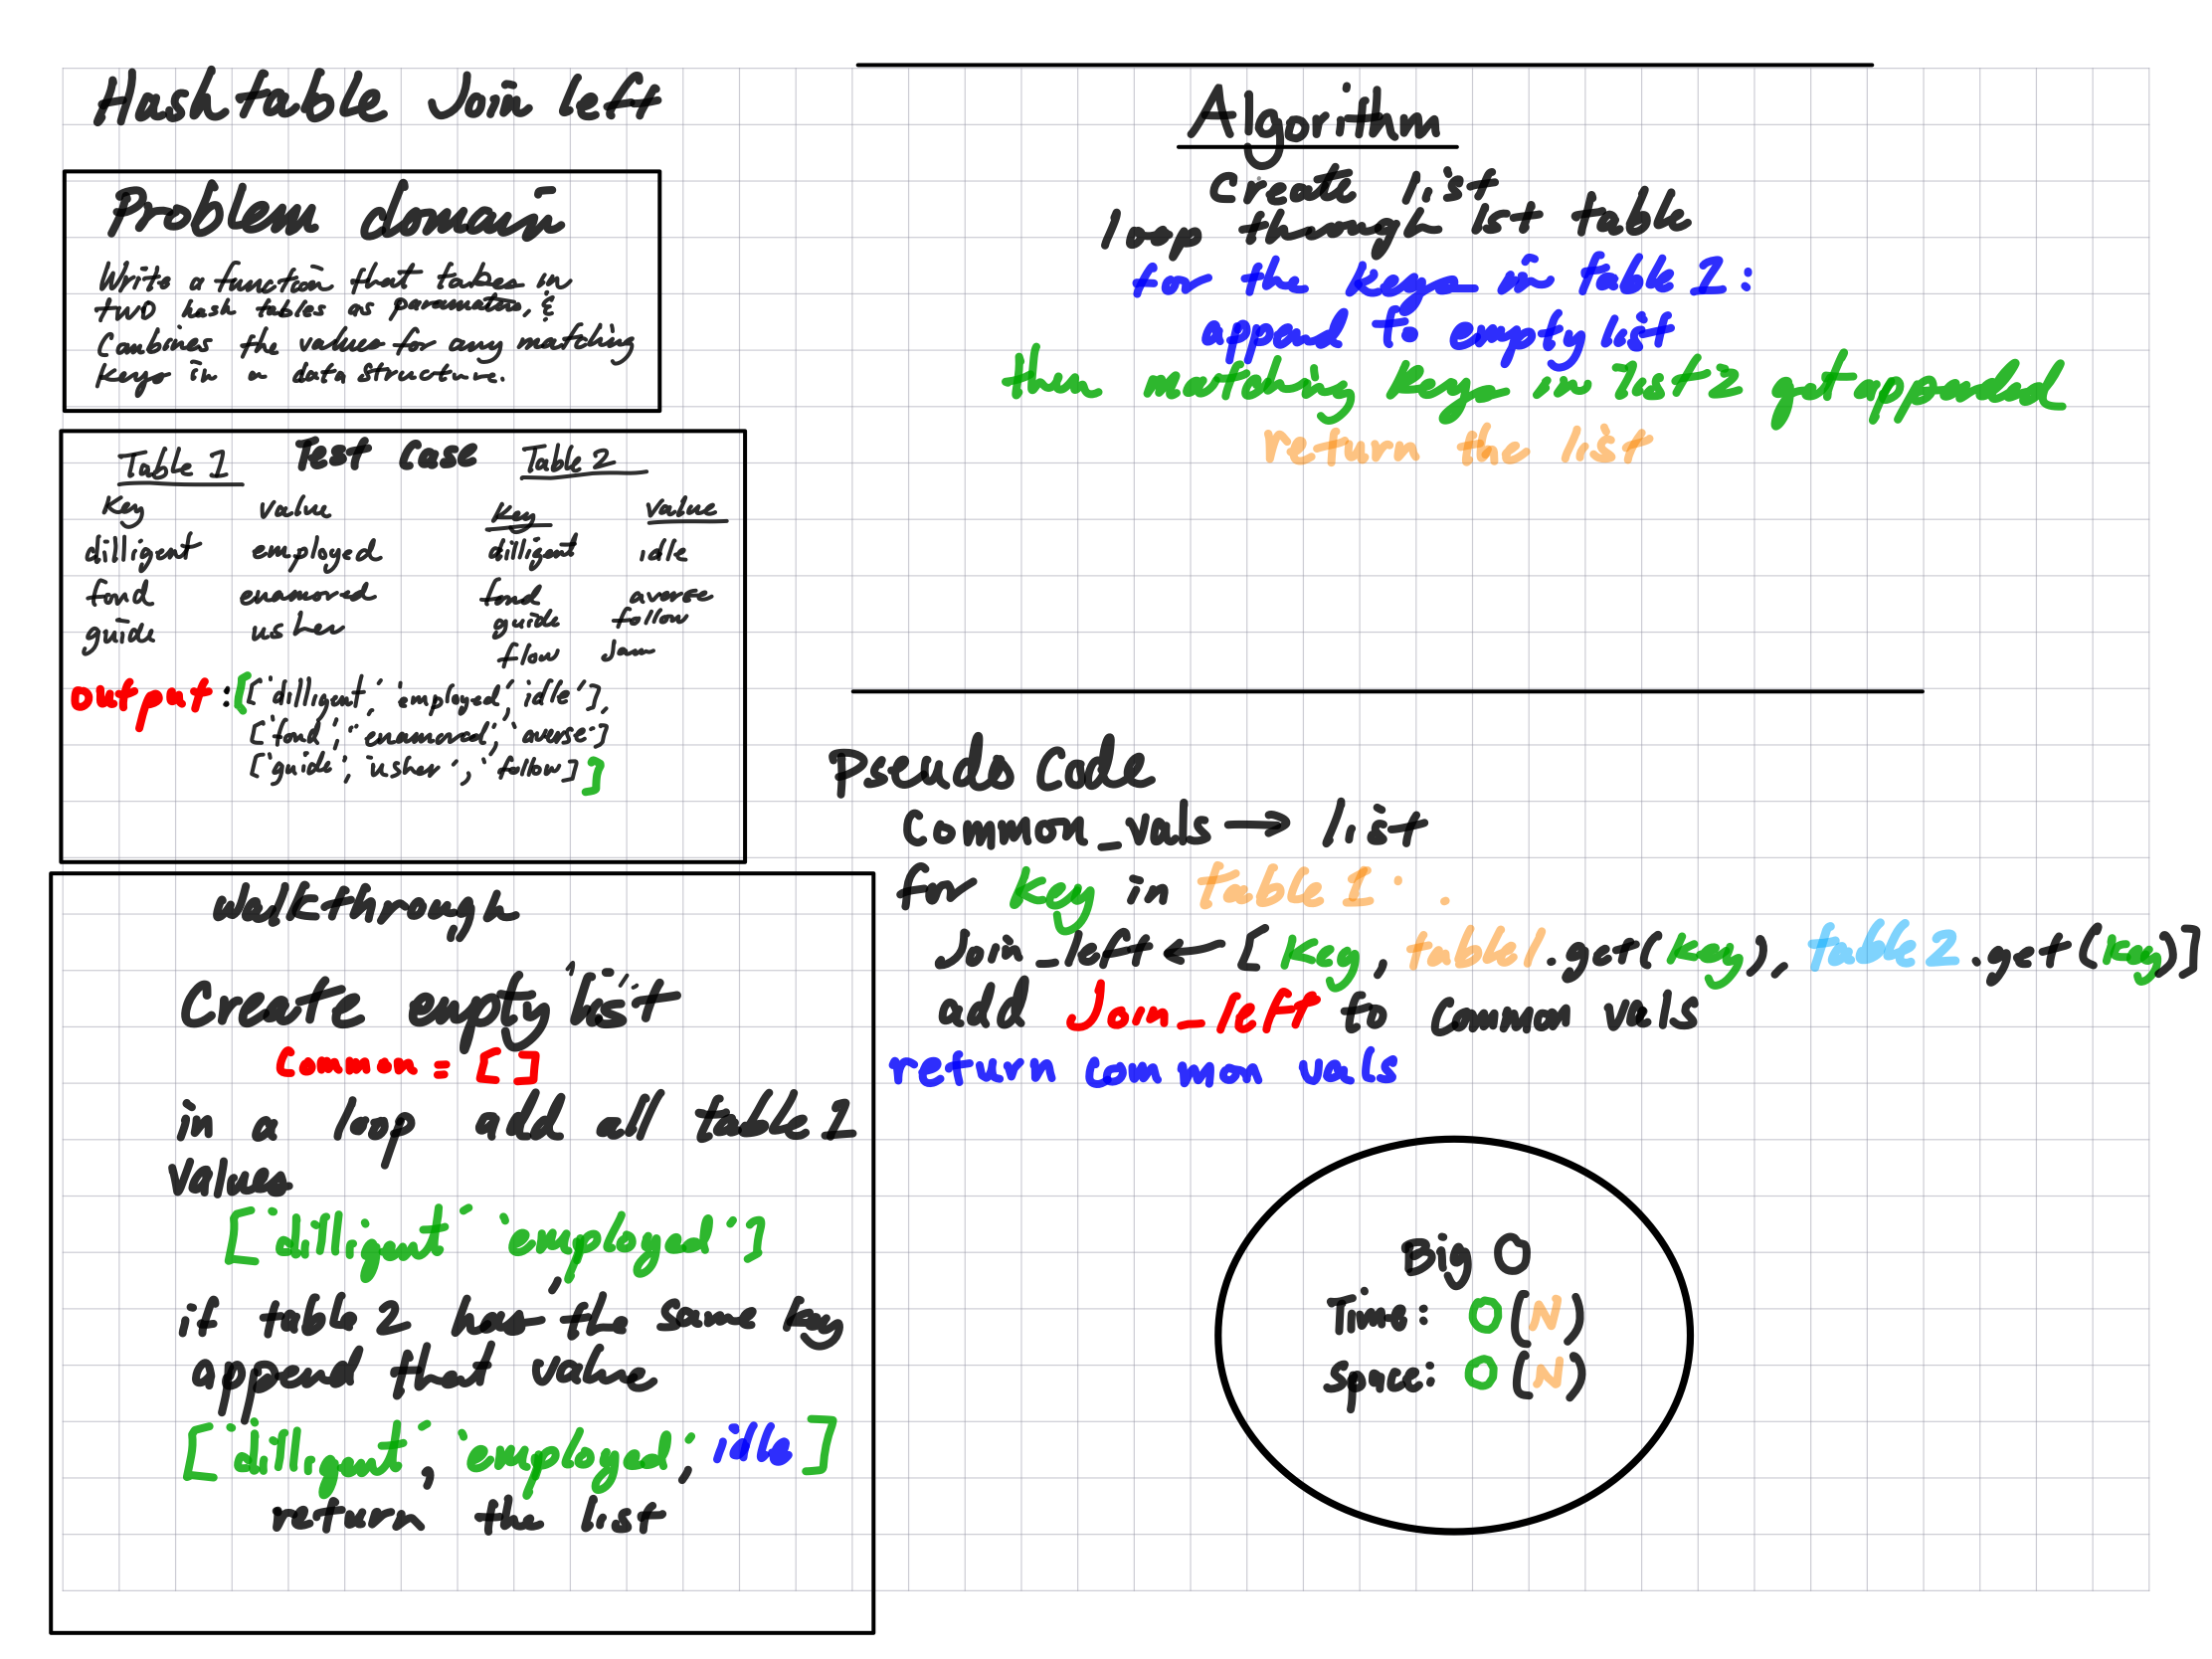 Hashtable Join left
Problem domain
Write a function that takes in
two hash tables as parameters, &
Combines the values for any matching
keys in a data structure.
Test Case
Table 1 Table 2
Key Value Key Value
dilligent employed dilligent idle
fond enamored fond averse
guide usher guide follow
flow Jam
output: [['dilligent', 'employed', 'idle'],
['fond', 'enamored', 'averse']
['guide', 'usher', 'follow']]
Walkthrough
Create empty list
Common = []
in a loop add all table 1
values
['dilligent', 'employed']
if table 2 has the same key
append that value
['dilligent', 'employed', idle]
return the list
Algorithm
Create list
loop through 1st table
for the keys in table 2:
append to empty list
then matching keys in list 2 get appended
return the list
Pseudo Code
Common_vals → list
for key in table 1:
Join_left ← [key, table1.get(key), table2.get(key)]
add Join_left to common vals
return common vals
Big O
Time: O(N)
space: O(N)